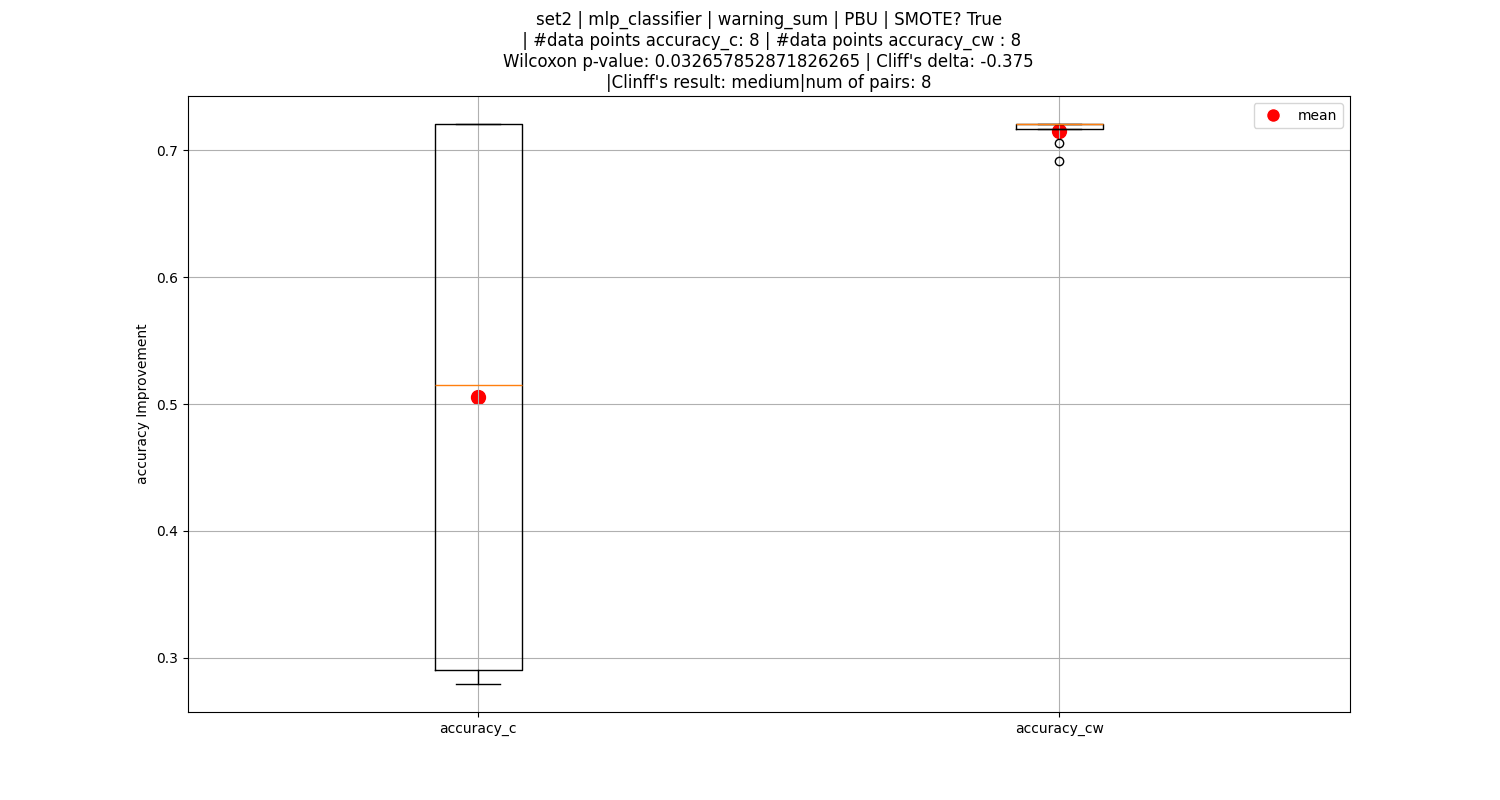 set2 | mlp_classifier | warning_sum | PBU | SMOTE? True
| #data points accuracy_c: 8 | #data points accuracy_cw : 8
Wilcoxon p-value: 0.032657852871826265 | Cliff's delta: -0.375
|Clinff's result: medium|num of pairs: 8
mean
0.7
0.6
0.5
0.4
0.3
accuracy Improvement
accuracy_c
accuracy_cw